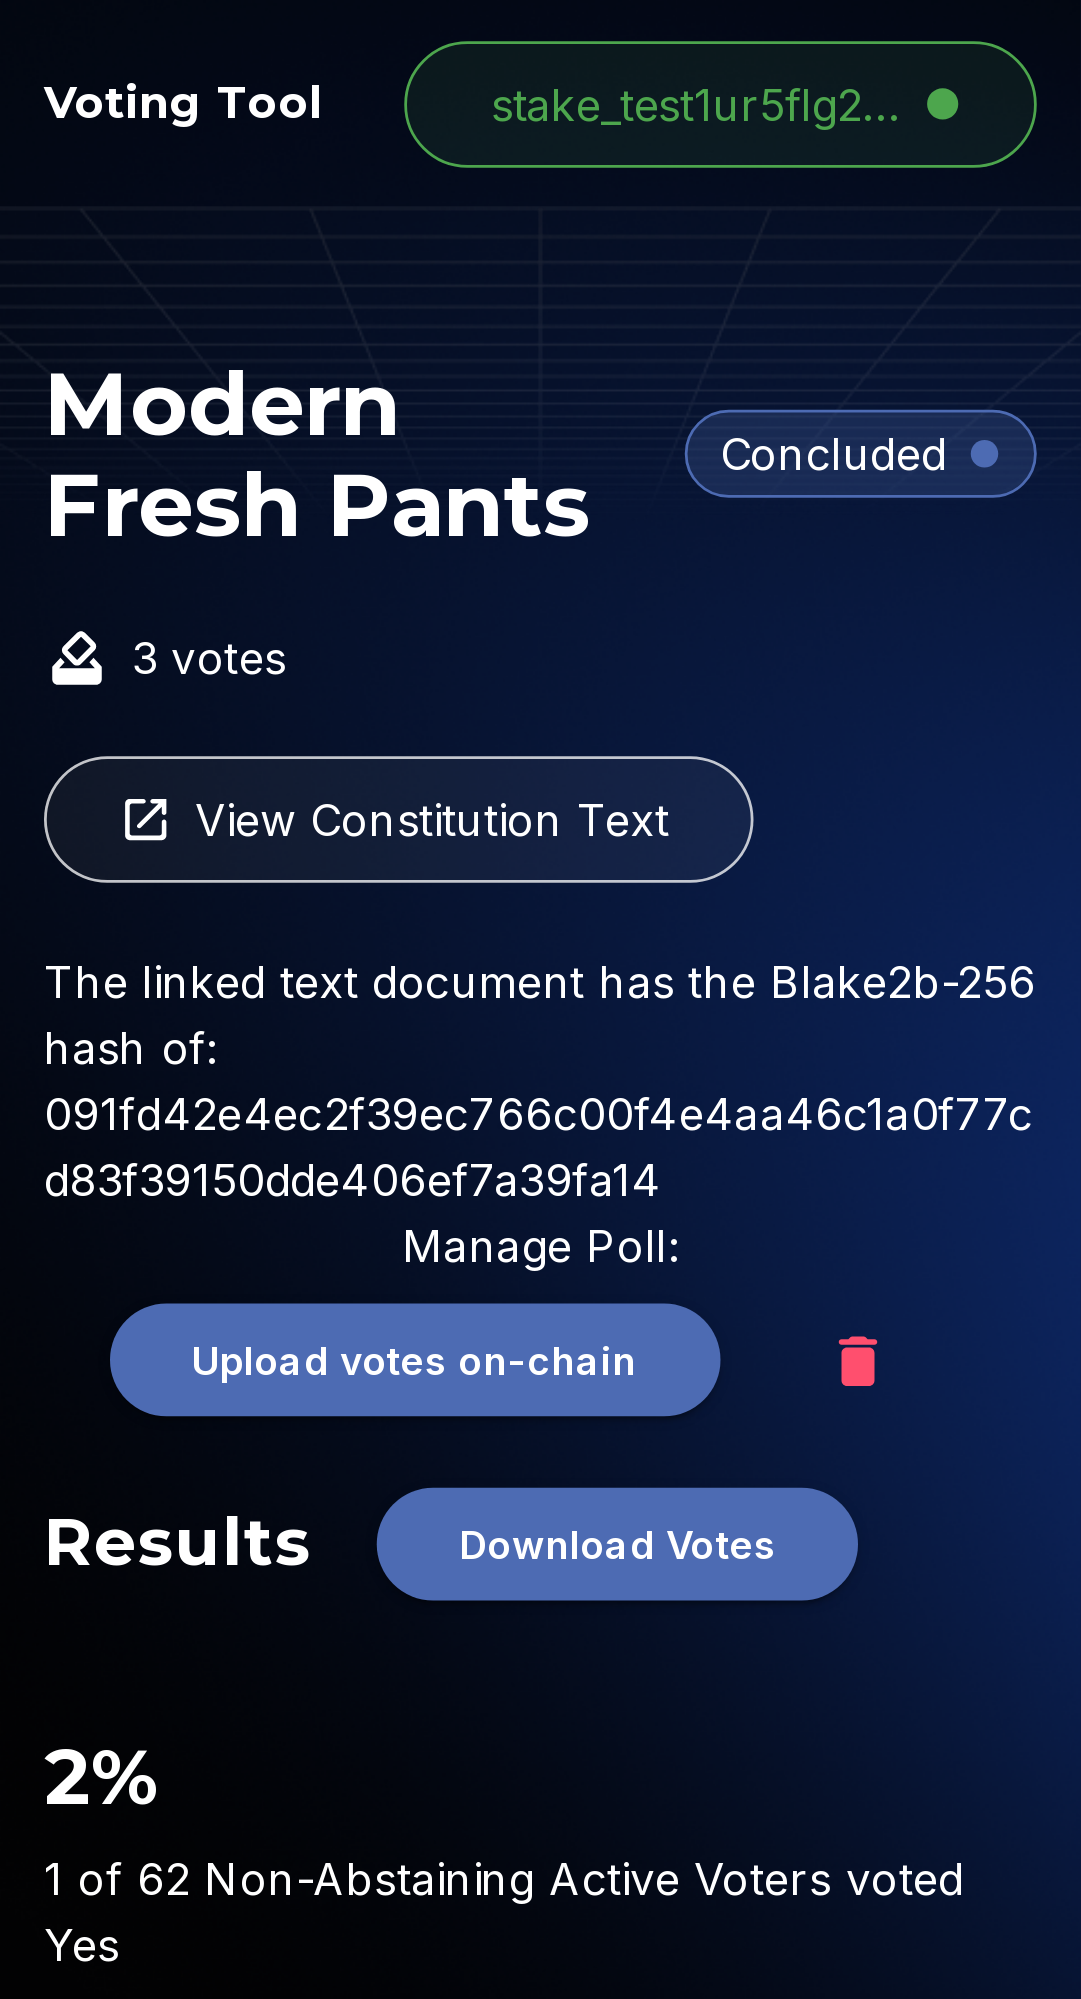 Voting Tool
stake_test1ur5flg2...
Modern
Fresh Pants
Concluded
3 votes
View Constitution Text
The linked text document has the Blake2b-256
hash of:
091fd42e4ec2f39ec766c00f4e4aa46c1a0f77c
d83f39150dde406ef7a39fa14
Manage Poll:
Upload votes on-chain
Results
Download Votes
2%
1 of 62 Non-Abstaining Active Voters voted
Yes